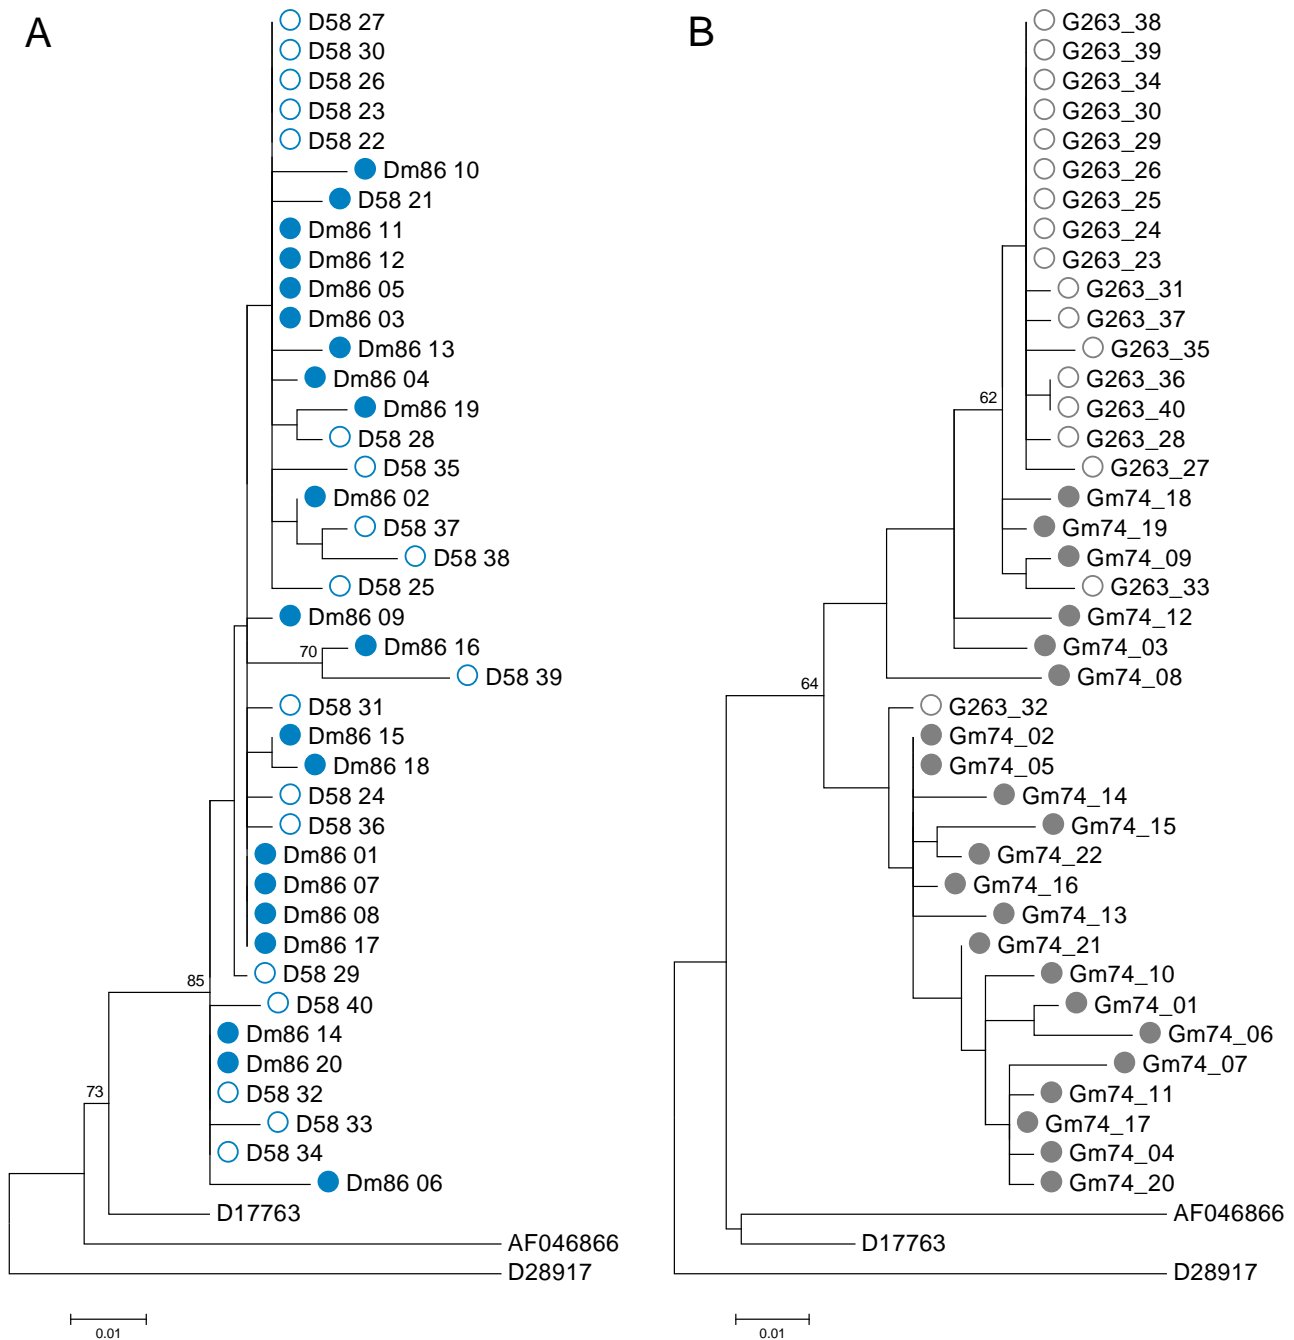 A
D58 27
D58 30
D58 26
D58 23
D58 22
Dm86 10
D58 21
Dm86 11
Dm86 12
Dm86 05
Dm86 03
Dm86 13
Dm86 04
Dm86 19
D58 28
D58 35
Dm86 02
D58 37
D58 38
D58 25
Dm86 09
70
Dm86 16
D58 39
D58 31
Dm86 15
Dm86 18
D58 24
D58 36
Dm86 01
Dm86 07
Dm86 08
Dm86 17
D58 29
85
D58 40
Dm86 14
Dm86 20
73
D58 32
D58 33
D58 34
Dm86 06
D17763
AF046866
D28917
0.01
B
G263_38
G263_39
G263_34
G263_30
G263_29
G263_26
G263_25
G263_24
G263_23
G263_31
G263_37
G263_35
G263_36
62
G263_40
G263_28
G263_27
Gm74_18
Gm74_19
Gm74_09
G263_33
Gm74_12
Gm74_03
Gm74_08
64
G263_32
Gm74_02
Gm74_05
Gm74_14
Gm74_15
Gm74_22
Gm74_16
Gm74_13
Gm74_21
Gm74_10
Gm74_01
Gm74_06
Gm74_07
Gm74_11
Gm74_17
Gm74_04
Gm74_20
AF046866
D17763
D28917
0.01